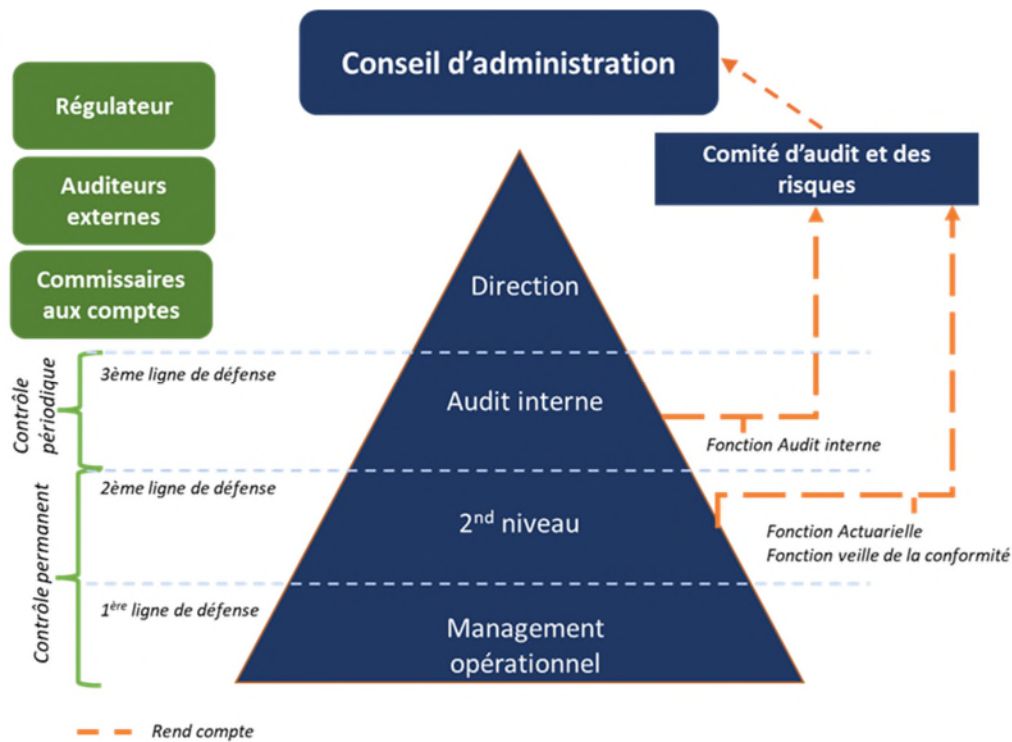 Conseil d’administration
Régulateur
Auditeurs
externes
Commissaires
aux comptes
Comité d’audit et des
risques
Direction
Contrôle
périodique
3ème ligne de défense
Audit interne
Fonction Audit interne
Contrôle permanent
2ème ligne de défense
2nd niveau
Fonction Actuarielle
Fonction veille de la conformité
1ère ligne de défense
Management
opérationnel
Rend compte